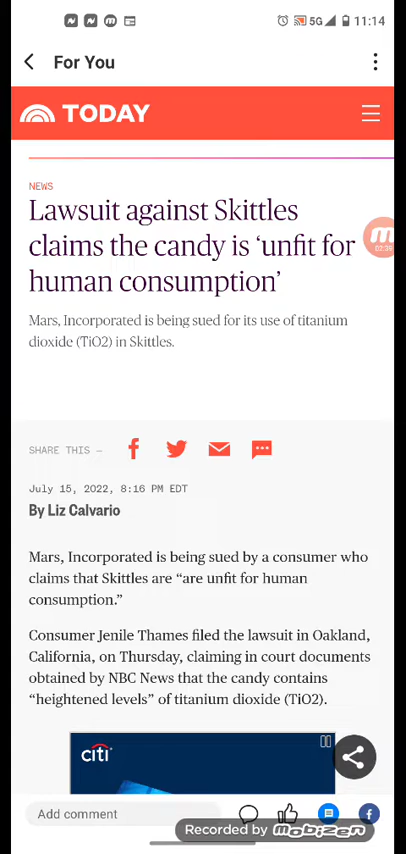 5G 11:14
For You
TODAY
NEWS
Lawsuit against Skittles
claims the candy is ‘unfit for
human consumption’
02:39
Mars, Incorporated is being sued for its use of titanium
dioxide (TiO2) in Skittles.
SHARE THIS —
July 15, 2022, 8:16 PM EDT
By Liz Calvario
Mars, Incorporated is being sued by a consumer who
claims that Skittles are “are unfit for human
consumption.”
Consumer Jenile Thames filed the lawsuit in Oakland,
California, on Thursday, claiming in court documents
obtained by NBC News that the candy contains
“heightened levels” of titanium dioxide (TiO2).
citi
Add comment
Recorded by mobizen